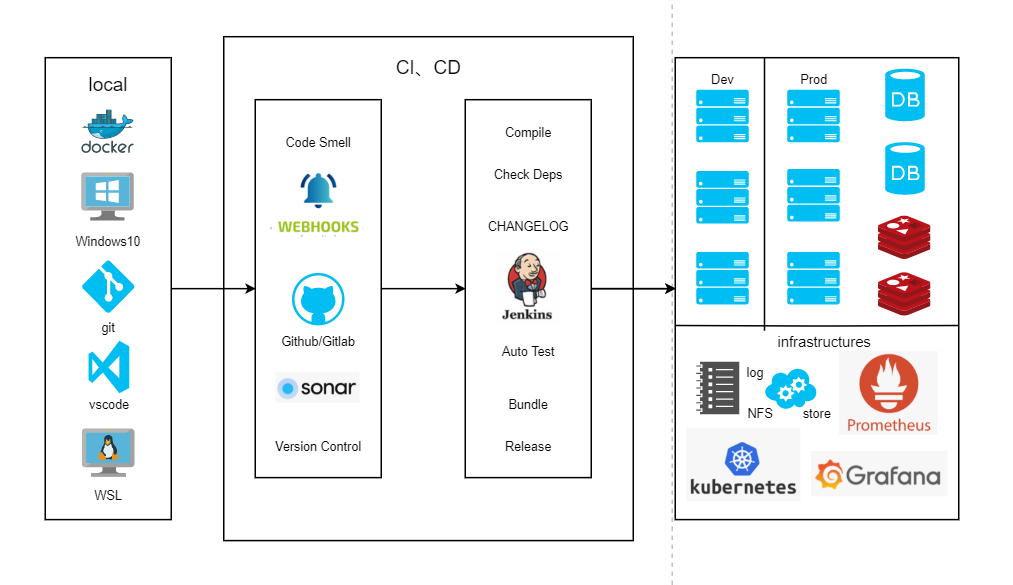 local
docker
Windows10
git
vscode
WSL
CI、CD
Code Smell
WEBHOOKS
Github/Gitlab
sonar
Version Control
Compile
Check Deps
CHANGELOG
Jenkins
Auto Test
Bundle
Release
Dev
Prod
DB
DB
infrastructures
log
NFS
store
Prometheus
kubernetes
Grafana